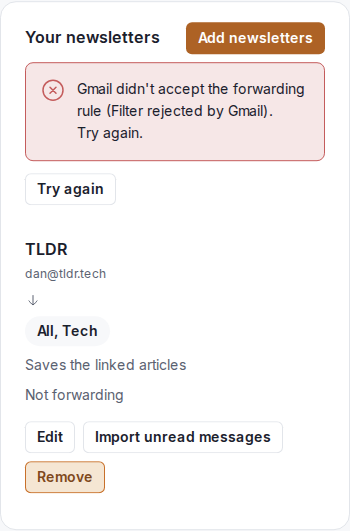 Your newsletters
Add newsletters
Gmail didn't accept the forwarding
rule (Filter rejected by Gmail).
Try again.
Try again
TLDR
dan@tldr.tech
All, Tech
Saves the linked articles
Not forwarding
Edit
Import unread messages
Remove